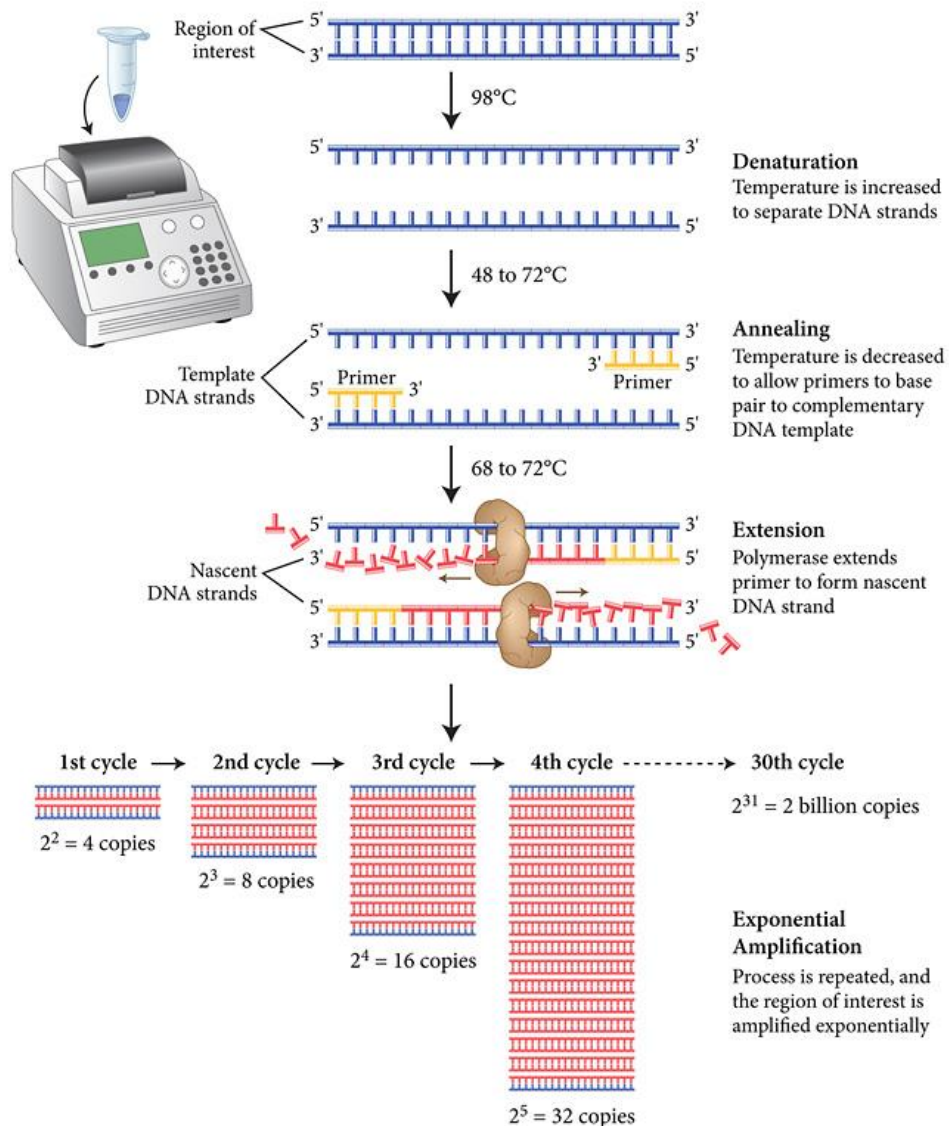 Region of
interest
5' 3'
3' 5'
98°C
5' 3'
3' 5'
Denaturation
Temperature is increased
to separate DNA strands
48 to 72°C
Template
DNA strands
5' 3'
3' 5'
Primer
Primer
5' 3'
3' 5'
Annealing
Temperature is decreased
to allow primers to base
pair to complementary
DNA template
68 to 72°C
Nascent
DNA strands
5' 3'
3' 5'
5' 3'
3' 5'
Extension
Polymerase extends
primer to form nascent
DNA strand
1st cycle 2nd cycle 3rd cycle 4th cycle 30th cycle
2² = 4 copies
2³ = 8 copies
2⁴ = 16 copies
2⁵ = 32 copies
2³¹ = 2 billion copies
Exponential
Amplification
Process is repeated, and
the region of interest is
amplified exponentially